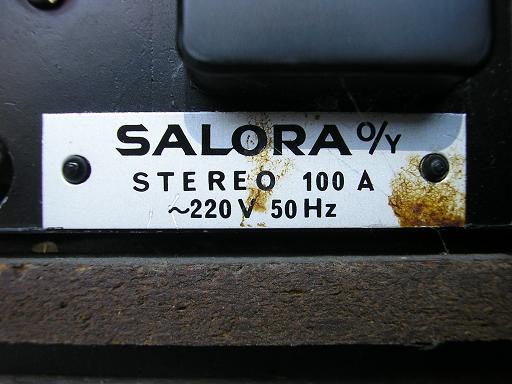 SALORA O/Y
STEREO 100 A
~220 V 50 Hz